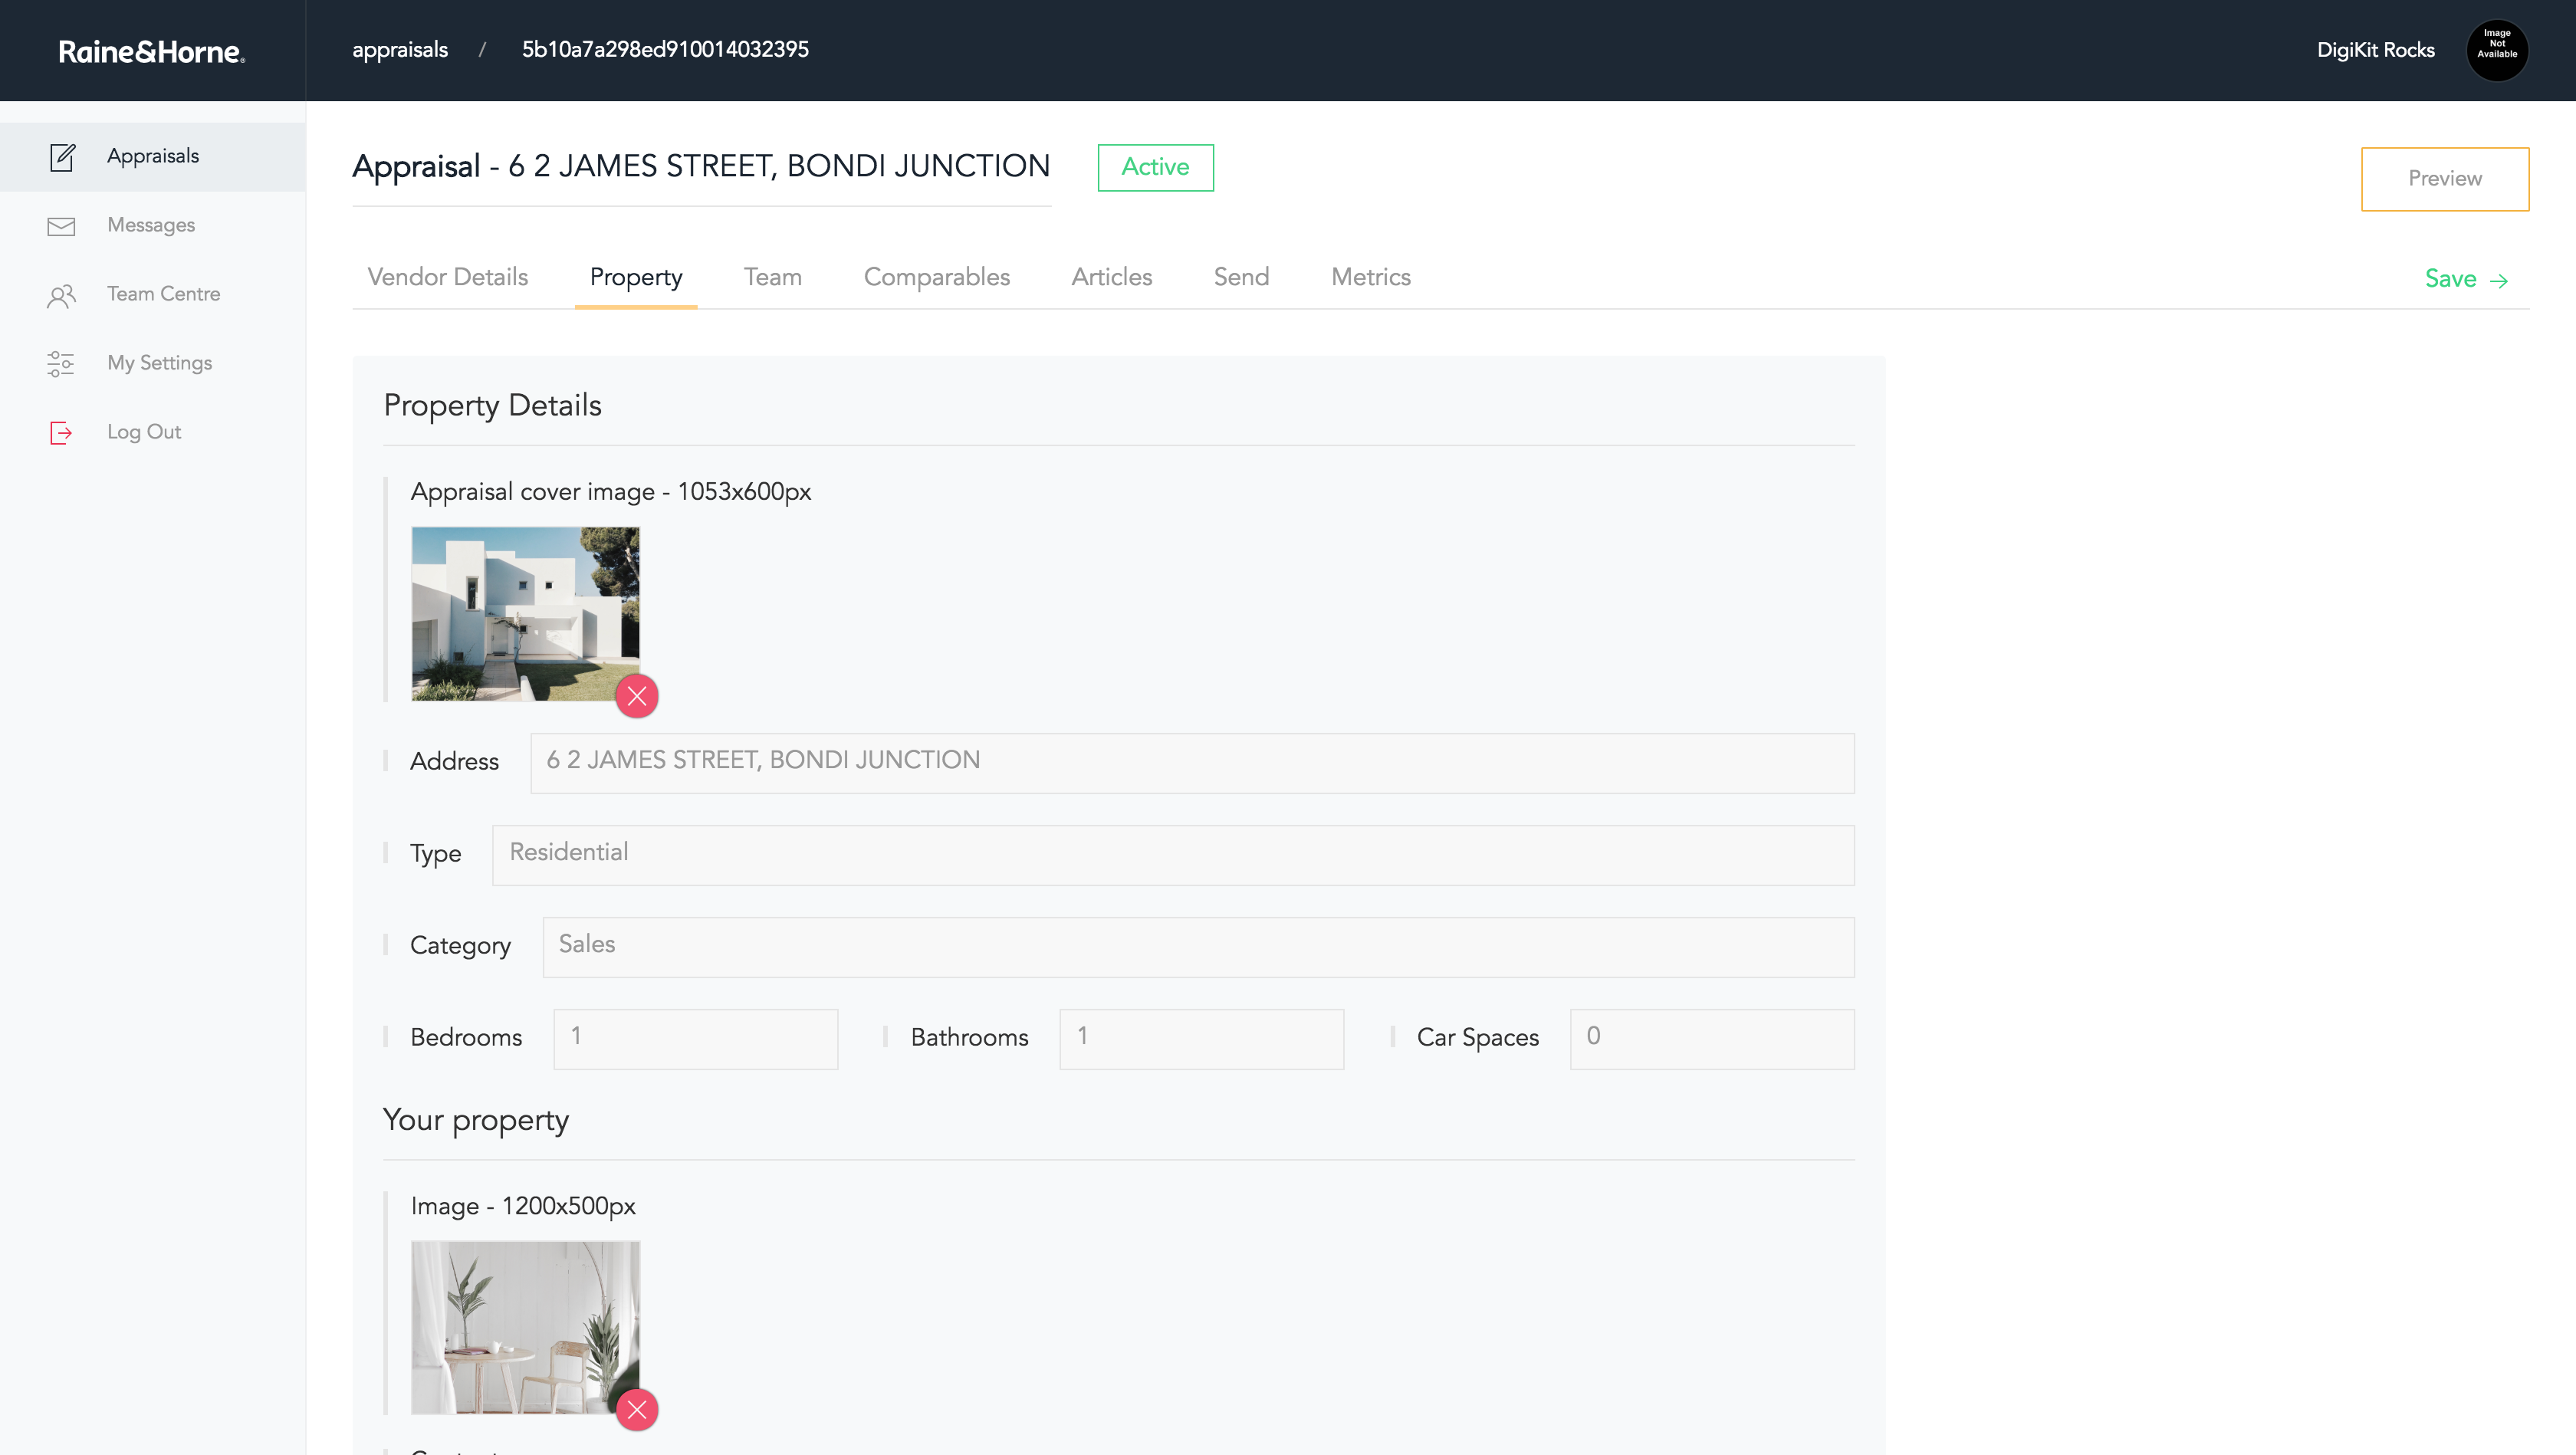 Raine&Horne.
appraisals / 5b10a7a298ed910014032395
DigiKit Rocks
Image
Not
Available
Appraisals
Messages
Team Centre
My Settings
Log Out
Appraisal - 6 2 JAMES STREET, BONDI JUNCTION
Active
Preview
Vendor Details Property Team Comparables Articles Send Metrics
Save →
Property Details
Appraisal cover image - 1053x600px
Address 6 2 JAMES STREET, BONDI JUNCTION
Type Residential
Category Sales
Bedrooms 1 Bathrooms 1 Car Spaces 0
Your property
Image - 1200x500px